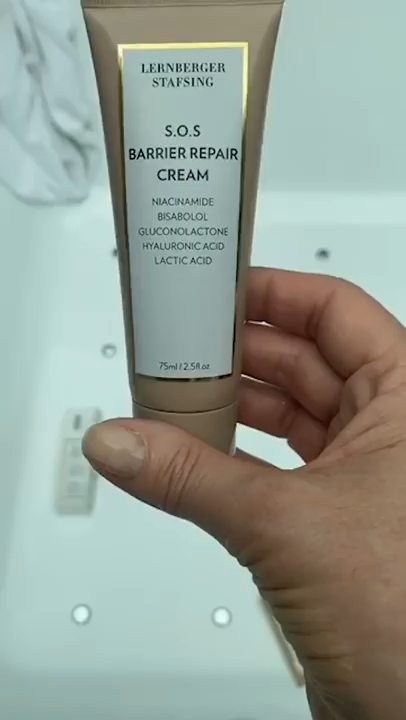 LERNBERGER
STAFSING
S.O.S
BARRIER REPAIR
CREAM
NIACINAMIDE
BISABOLOL
GLUCONOLACTONE
HYALURONIC ACID
LACTIC ACID
75ml / 2.5fl.oz